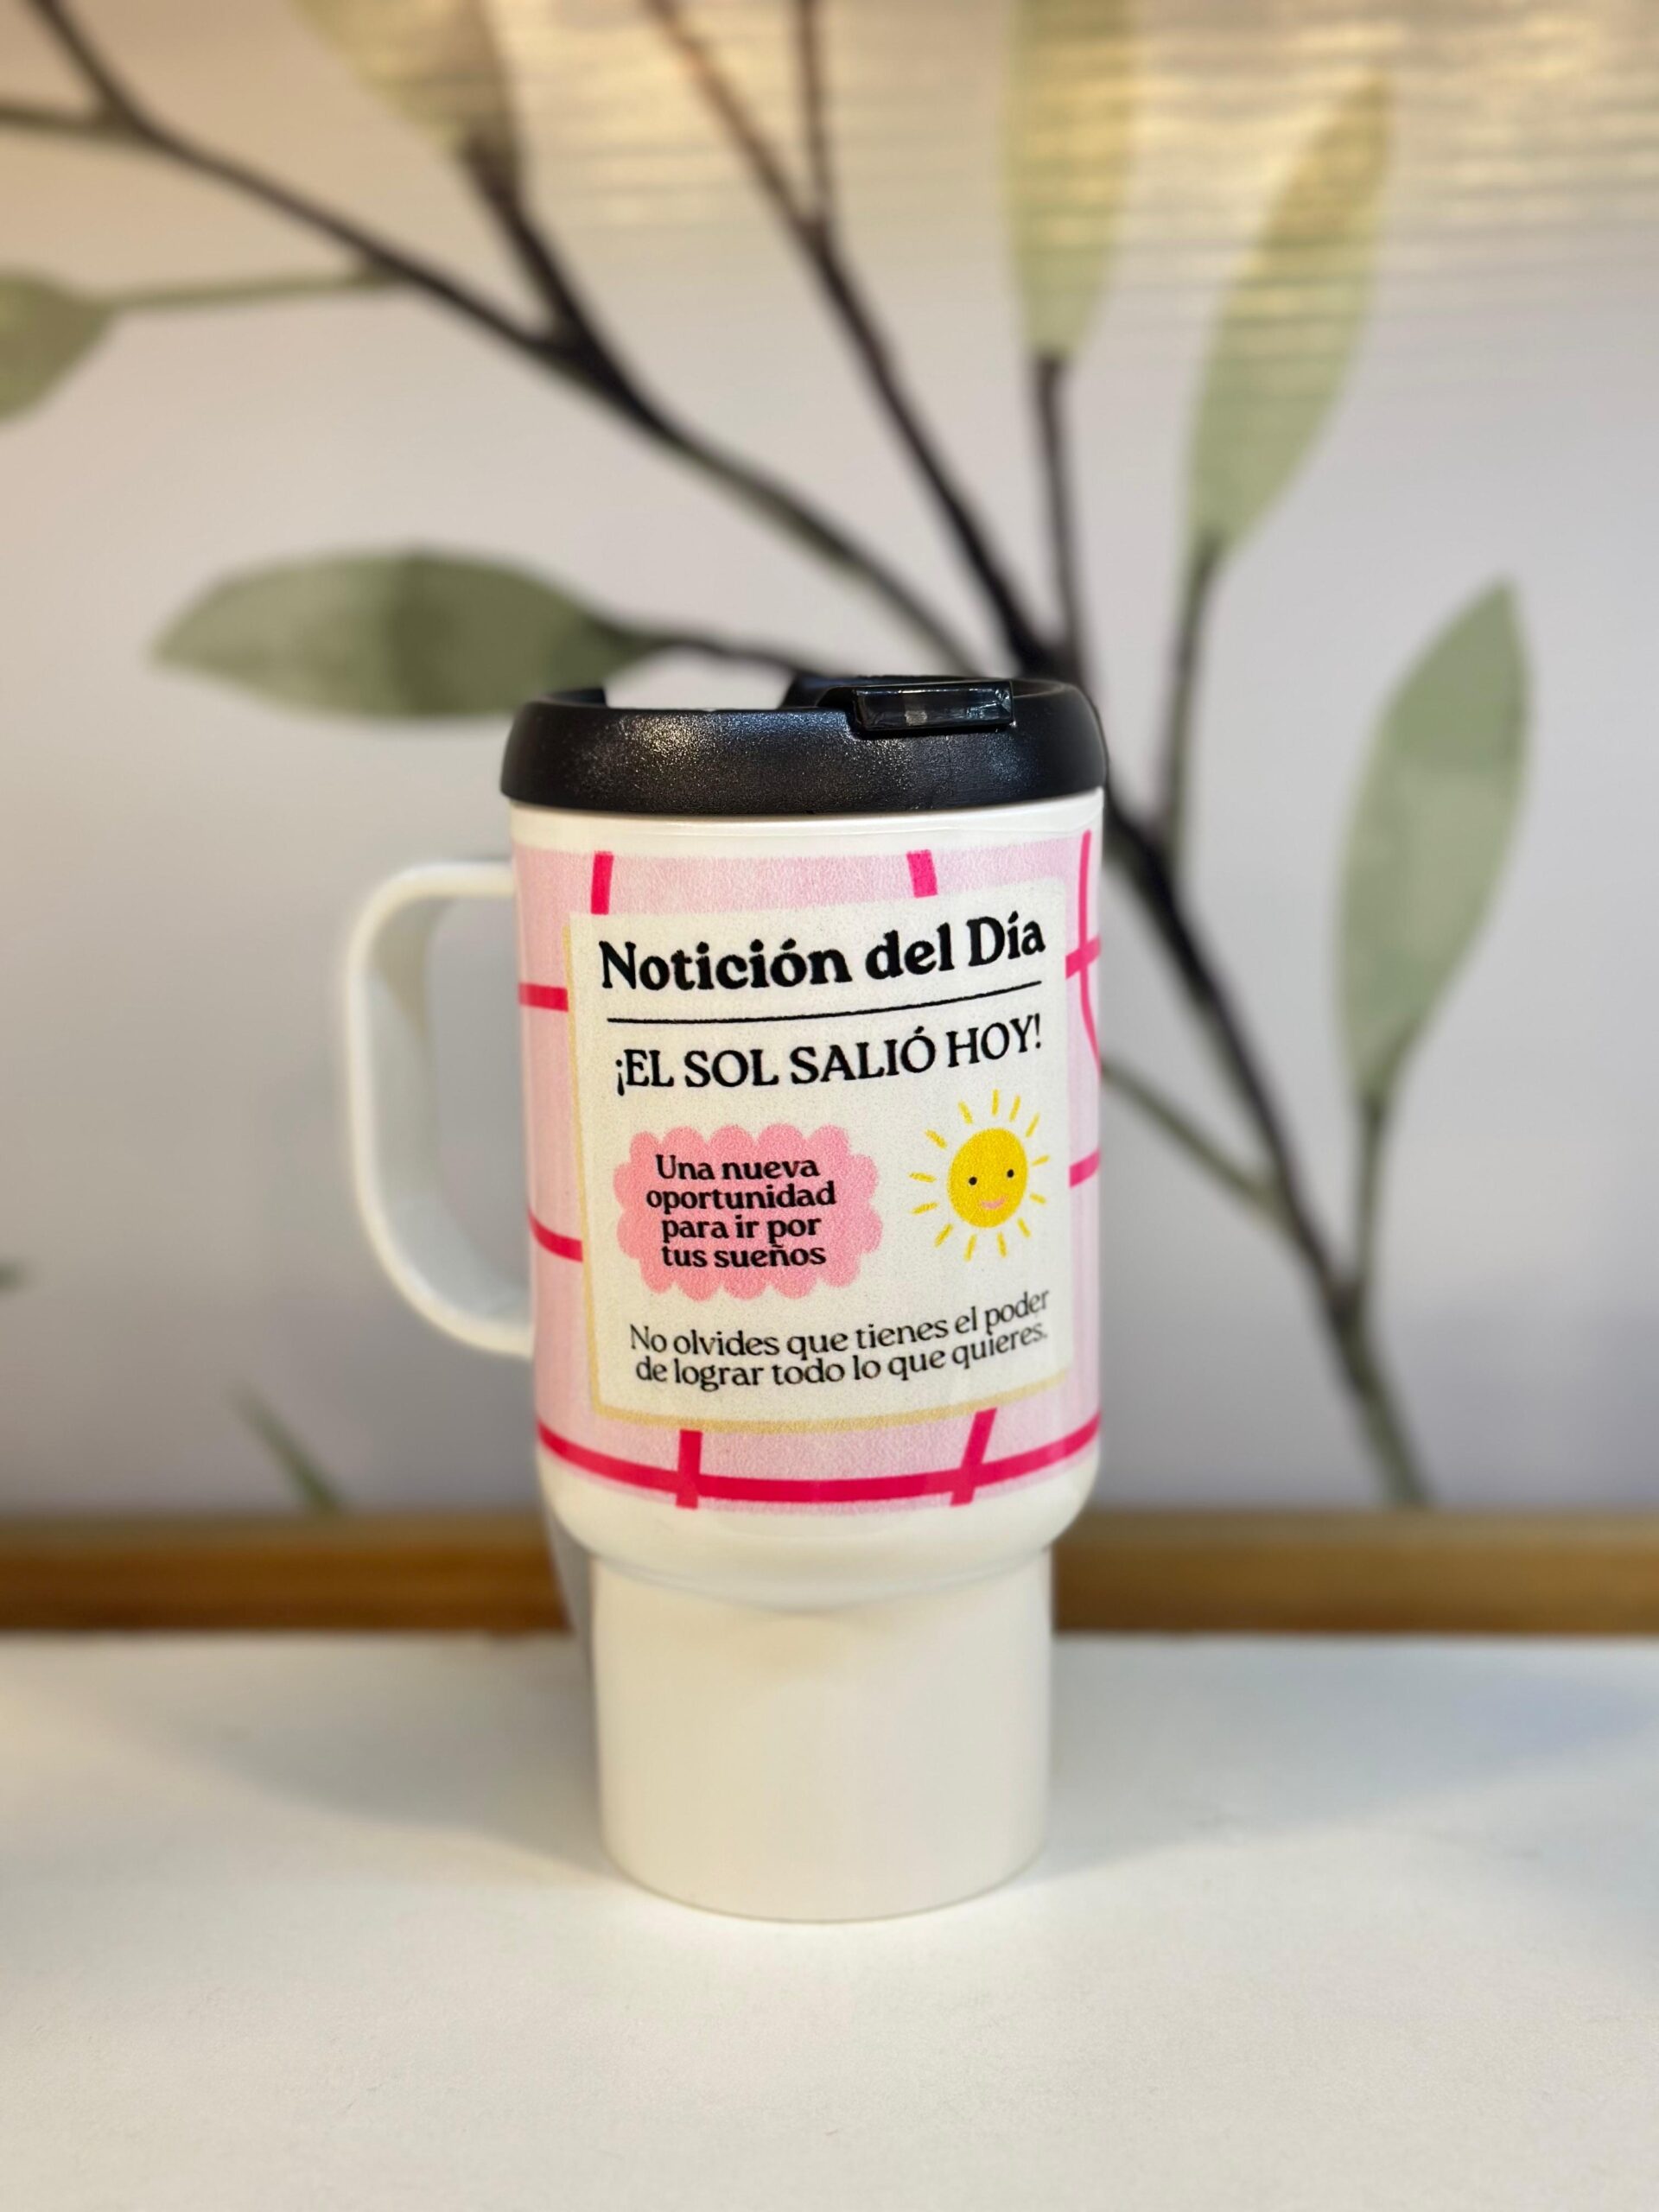 Notición del Día
¡EL SOL SALIÓ HOY!
Una nueva
oportunidad
para ir por
tus sueños
No olvides que tienes el poder
de lograr todo lo que quieres.